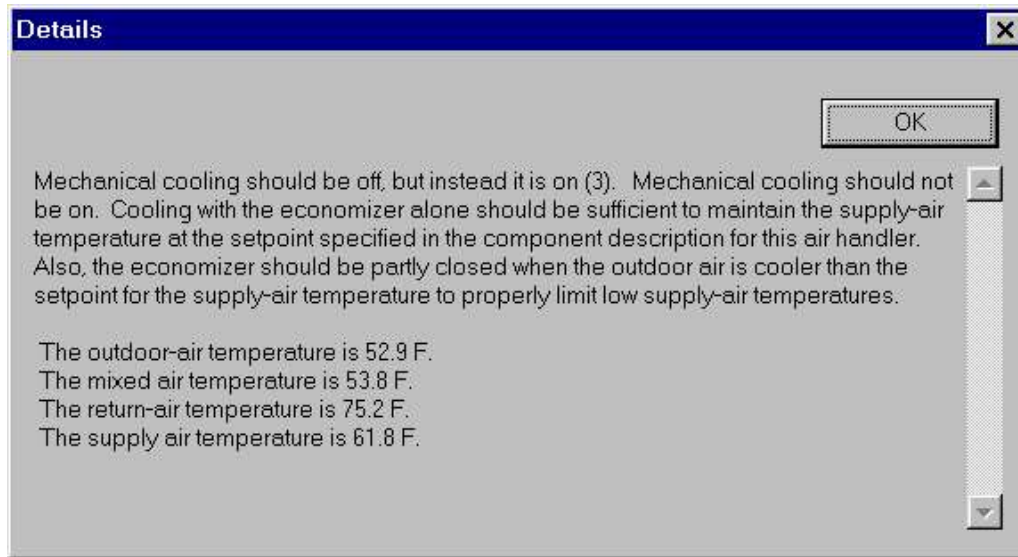 Details
OK
Mechanical cooling should be off, but instead it is on (3).  Mechanical cooling should not
be on.  Cooling with the economizer alone should be sufficient to maintain the supply-air
temperature at the setpoint specified in the component description for this air handler.
Also, the economizer should be partly closed when the outdoor air is cooler than the
setpoint for the supply-air temperature to properly limit low supply-air temperatures.
The outdoor-air temperature is 52.9 F.
The mixed air temperature is 53.8 F.
The return-air temperature is 75.2 F.
The supply air temperature is 61.8 F.